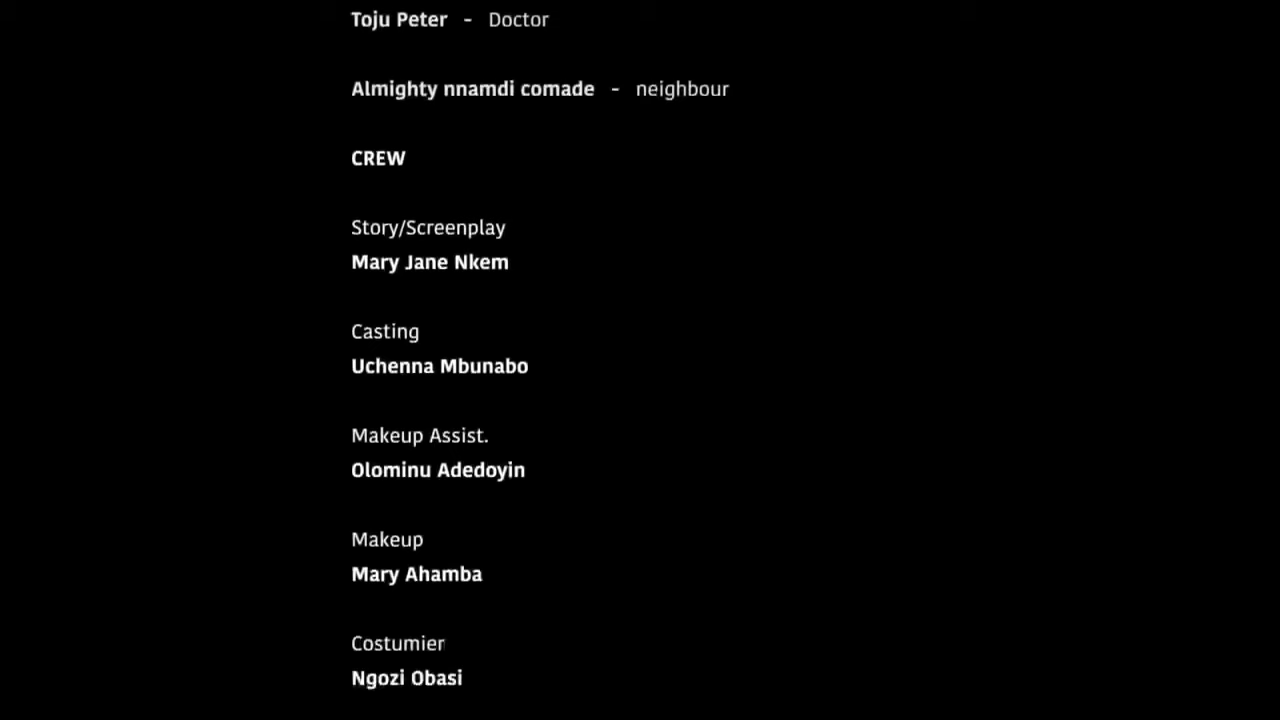 Toju Peter - Doctor
Almighty nnamdi comade - neighbour
CREW
Story/Screenplay
Mary Jane Nkem
Casting
Uchenna Mbunabo
Makeup Assist.
Olominu Adedoyin
Makeup
Mary Ahamba
Costumier
Ngozi Obasi